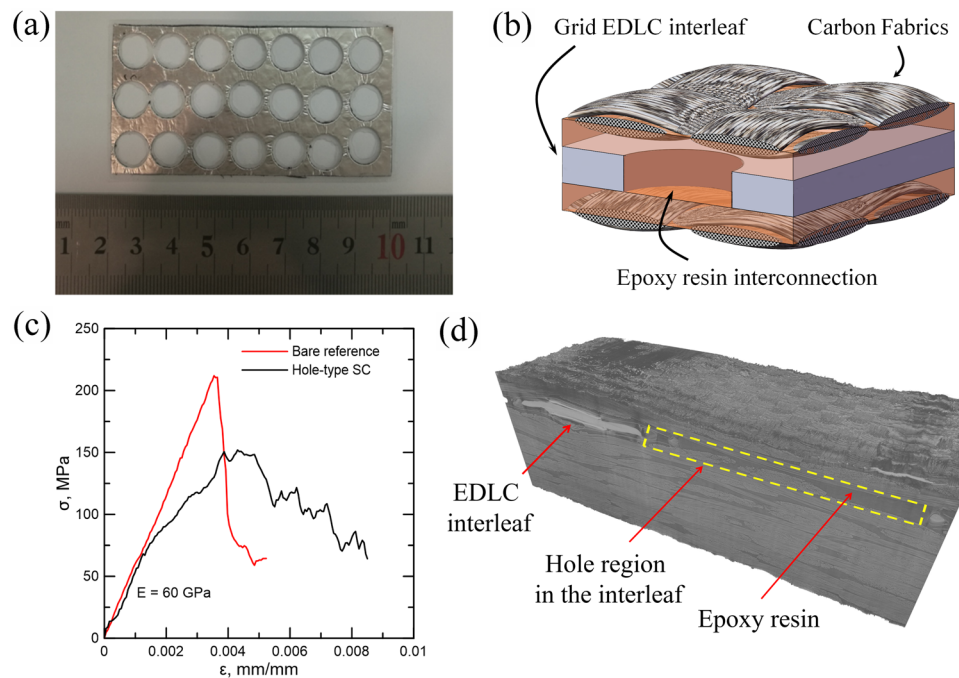 (a)
mm
mm
1 2 3 4 5 6 7 8 9 10 11
(b)
Grid EDLC interleaf
Carbon Fabrics
Epoxy resin interconnection
(c)
250
200
150
100
50
0
σ, MPa
Bare reference
Hole-type SC
E = 60 GPa
0 0.002 0.004 0.006 0.008 0.01
ε, mm/mm
(d)
EDLC
interleaf
Hole region
in the interleaf
Epoxy resin